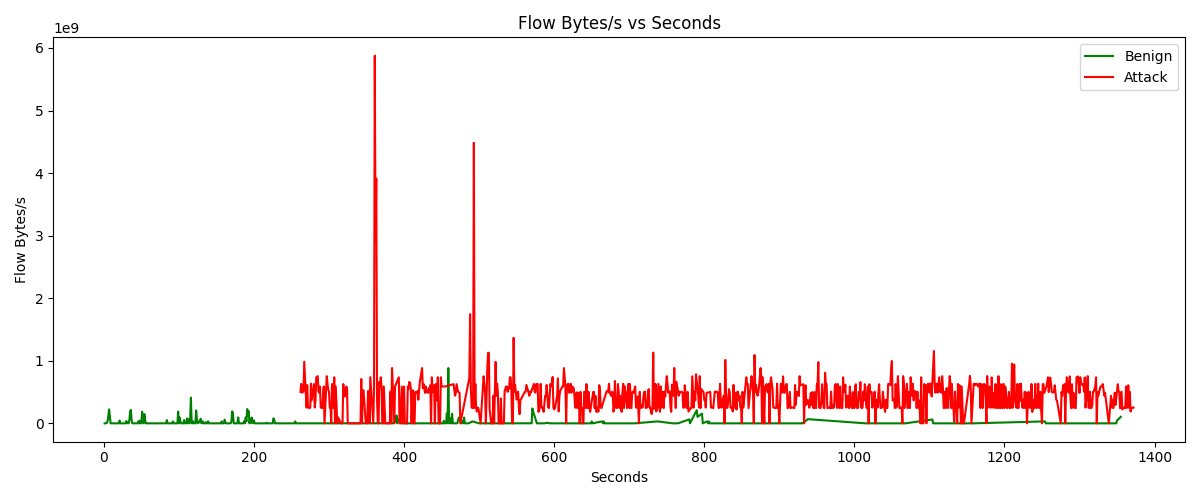 Flow Bytes/s vs Seconds
1e9
6
5
4
3
2
1
0
Flow Bytes/s
Benign
Attack
0 200 400 600 800 1000 1200 1400
Seconds